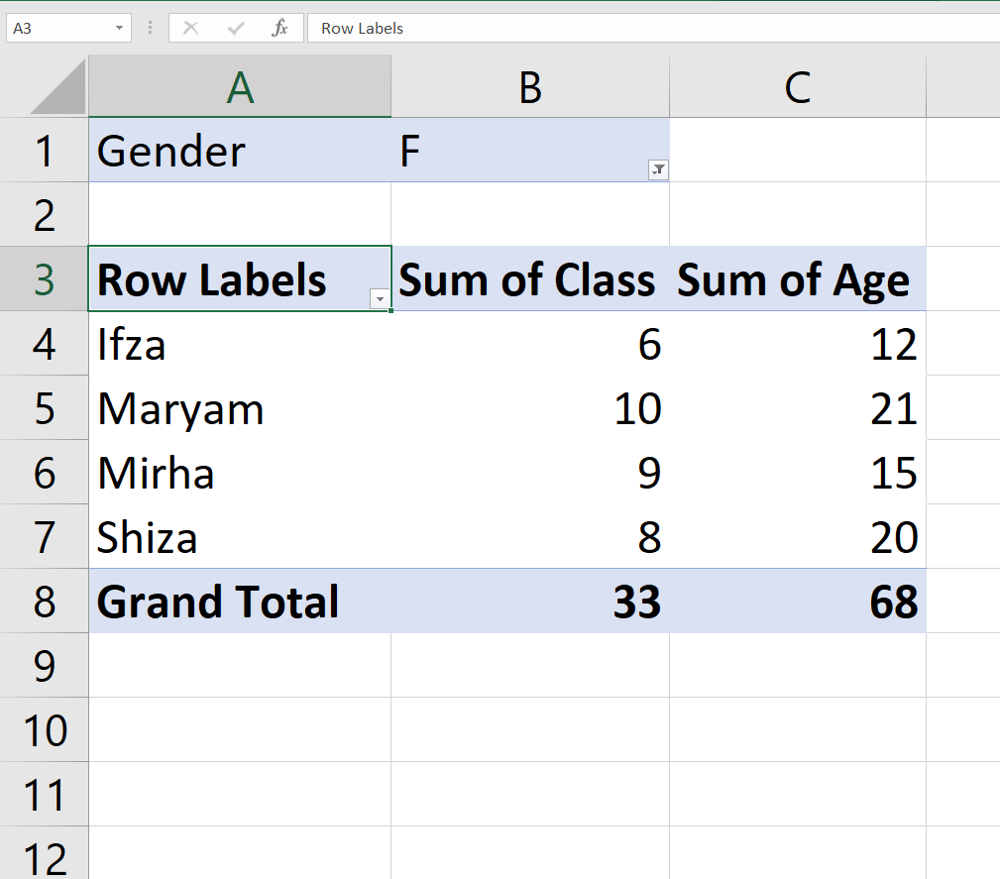 A3 fx Row Labels
A B C
1 Gender F
2
3 Row Labels Sum of Class Sum of Age
4 Ifza 6 12
5 Maryam 10 21
6 Mirha 9 15
7 Shiza 8 20
8 Grand Total 33 68
9
10
11
12